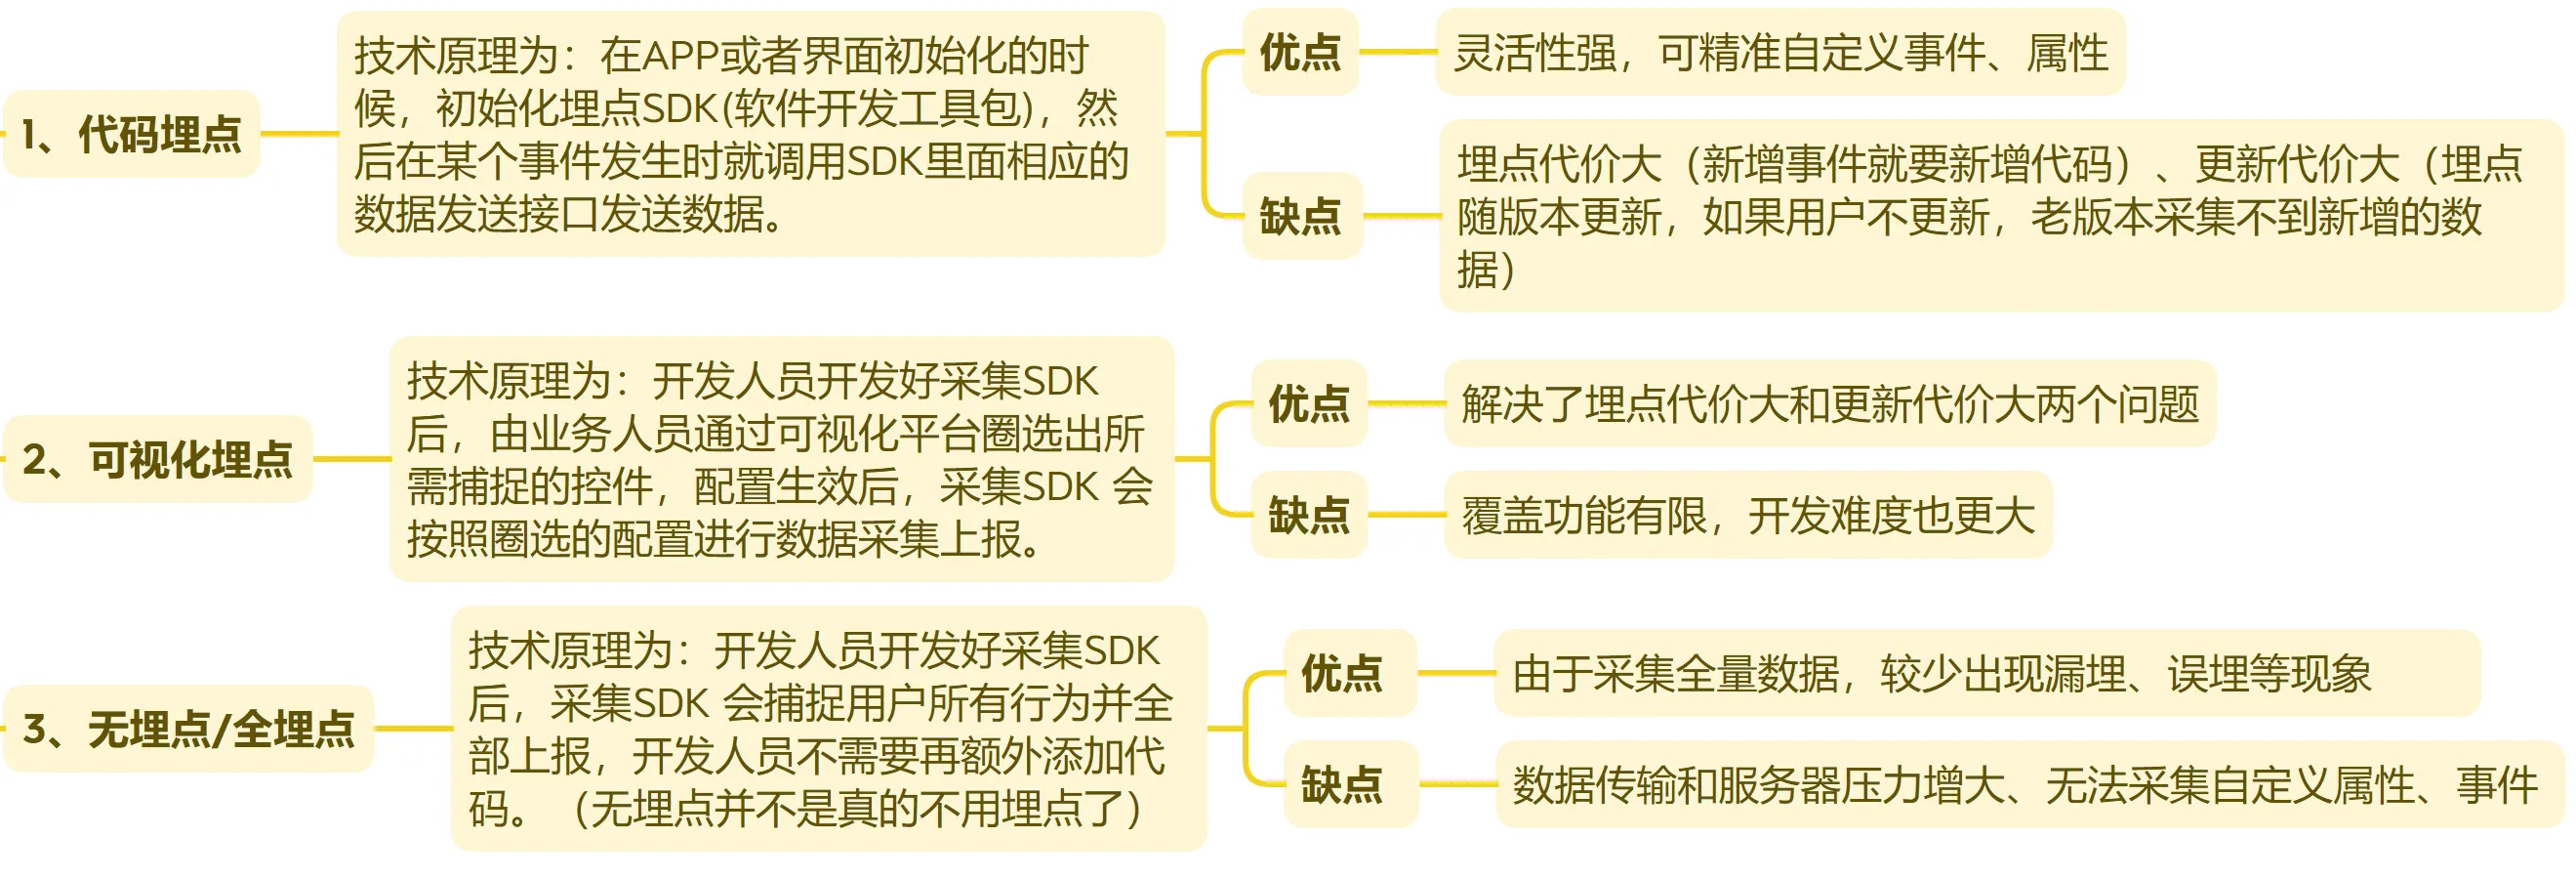 1、代码埋点
技术原理为：在APP或者界面初始化的时
候，初始化埋点SDK(软件开发工具包)，然
后在某个事件发生时就调用SDK里面相应的
数据发送接口发送数据。
优点
灵活性强，可精准自定义事件、属性
缺点
埋点代价大（新增事件就要新增代码）、更新代价大（埋点
随版本更新，如果用户不更新，老版本采集不到新增的数
据）
2、可视化埋点
技术原理为：开发人员开发好采集SDK
后，由业务人员通过可视化平台圈选出所
需捕捉的控件，配置生效后，采集SDK 会
按照圈选的配置进行数据采集上报。
优点
解决了埋点代价大和更新代价大两个问题
缺点
覆盖功能有限，开发难度也更大
3、无埋点/全埋点
技术原理为：开发人员开发好采集SDK
后，采集SDK 会捕捉用户所有行为并全
部上报，开发人员不需要再额外添加代
码。（无埋点并不是真的不用埋点了）
优点
由于采集全量数据，较少出现漏埋、误埋等现象
缺点
数据传输和服务器压力增大、无法采集自定义属性、事件